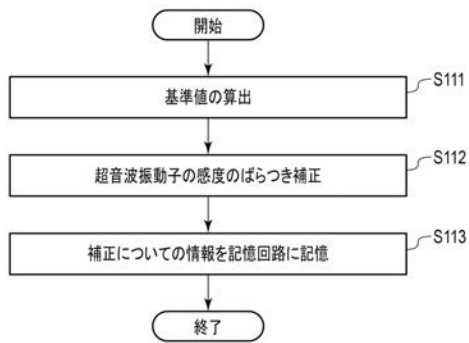 開始
基準値の算出
S111
超音波振動子の感度のばらつき補正
S112
補正についての情報を記憶回路に記憶
S113
終了